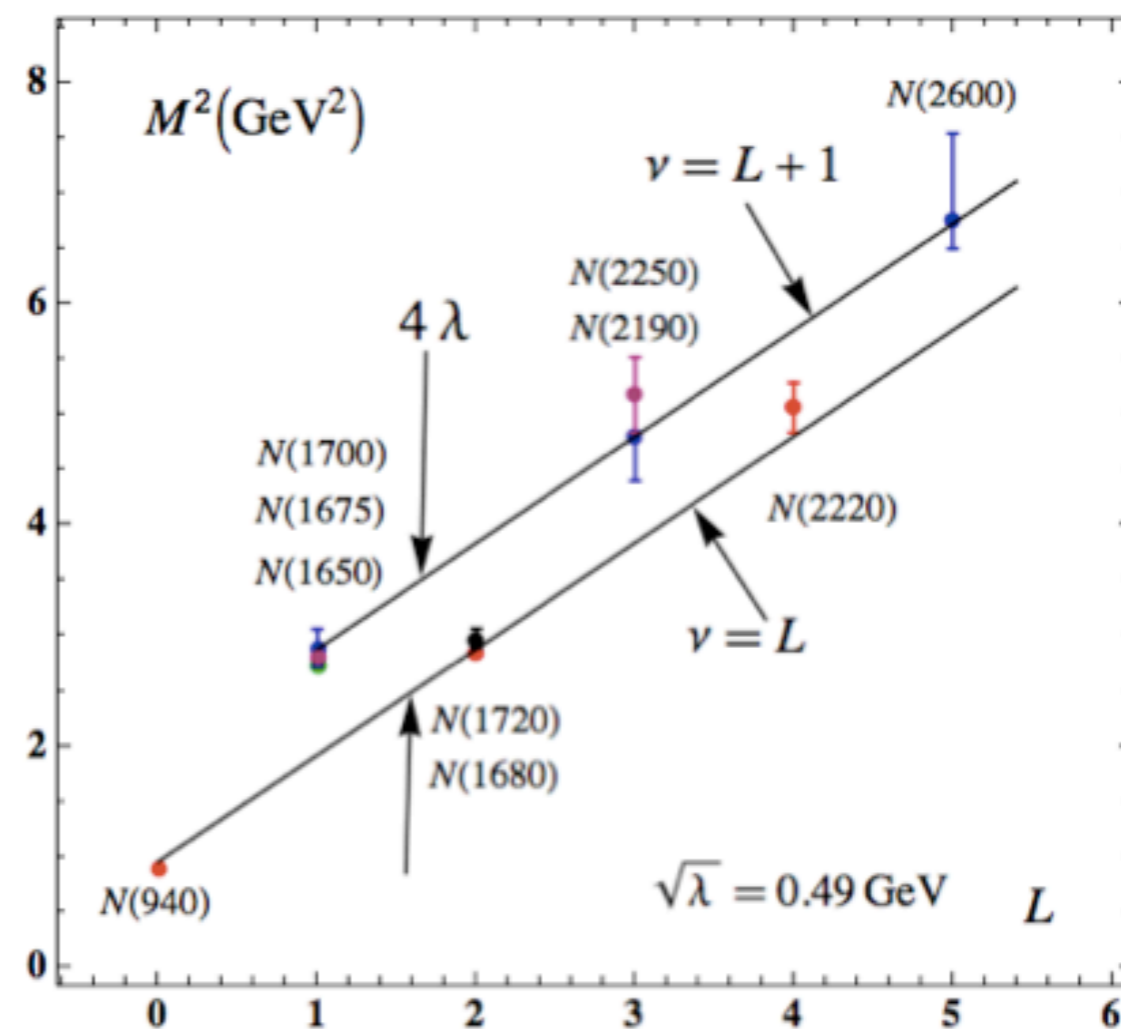 8
M²(GeV²)
N(2600)
ν = L + 1
N(2250)
N(2190)
6
4 λ
N(1700)
N(1675)
N(1650)
4
N(2220)
ν = L
N(1720)
N(1680)
2
√λ = 0.49 GeV
L
N(940)
0
0 1 2 3 4 5 6